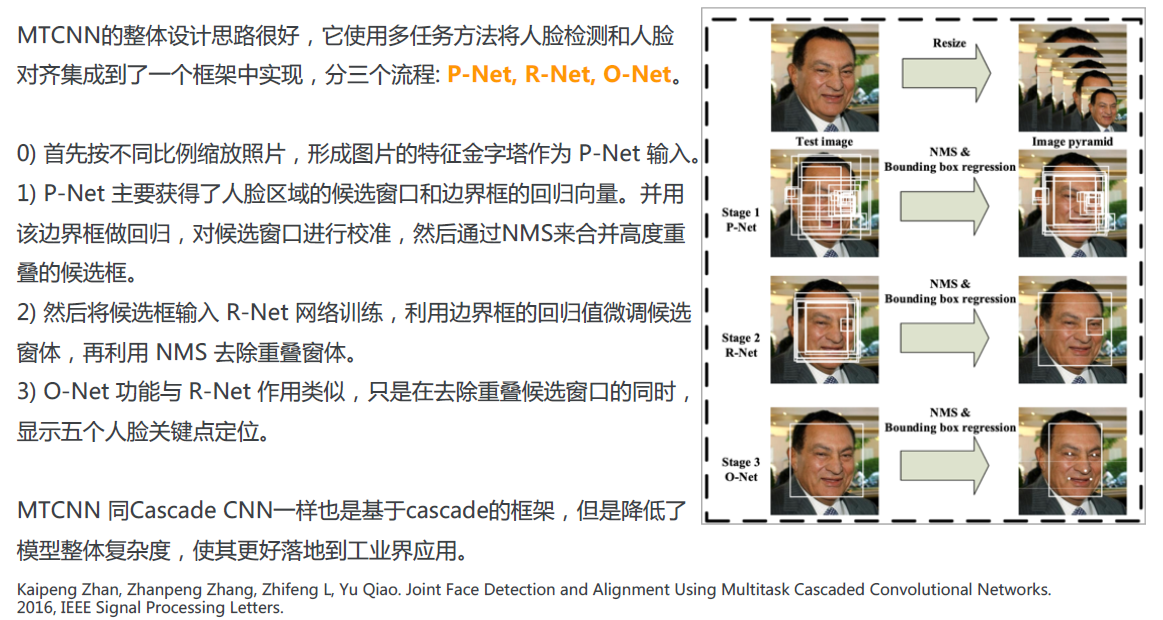 MTCNN的整体设计思路很好，它使用多任务方法将人脸检测和人脸
对齐集成到了一个框架中实现，分三个流程: P-Net, R-Net, O-Net。
0) 首先按不同比例缩放照片，形成图片的特征金字塔作为 P-Net 输入。
1) P-Net 主要获得了人脸区域的候选窗口和边界框的回归向量。并用
该边界框做回归，对候选窗口进行校准，然后通过NMS来合并高度重
叠的候选框。
2) 然后将候选框输入 R-Net 网络训练，利用边界框的回归值微调候选
窗体，再利用 NMS 去除重叠窗体。
3) O-Net 功能与 R-Net 作用类似，只是在去除重叠候选窗口的同时，
显示五个人脸关键点定位。
MTCNN 同Cascade CNN一样也是基于cascade的框架，但是降低了
模型整体复杂度，使其更好落地到工业界应用。
Resize
Test image
Image pyramid
NMS &
Bounding box regression
Stage 1
P-Net
NMS &
Bounding box regression
Stage 2
R-Net
NMS &
Bounding box regression
Stage 3
O-Net
Kaipeng Zhan, Zhanpeng Zhang, Zhifeng L, Yu Qiao. Joint Face Detection and Alignment Using Multitask Cascaded Convolutional Networks.
2016, IEEE Signal Processing Letters.